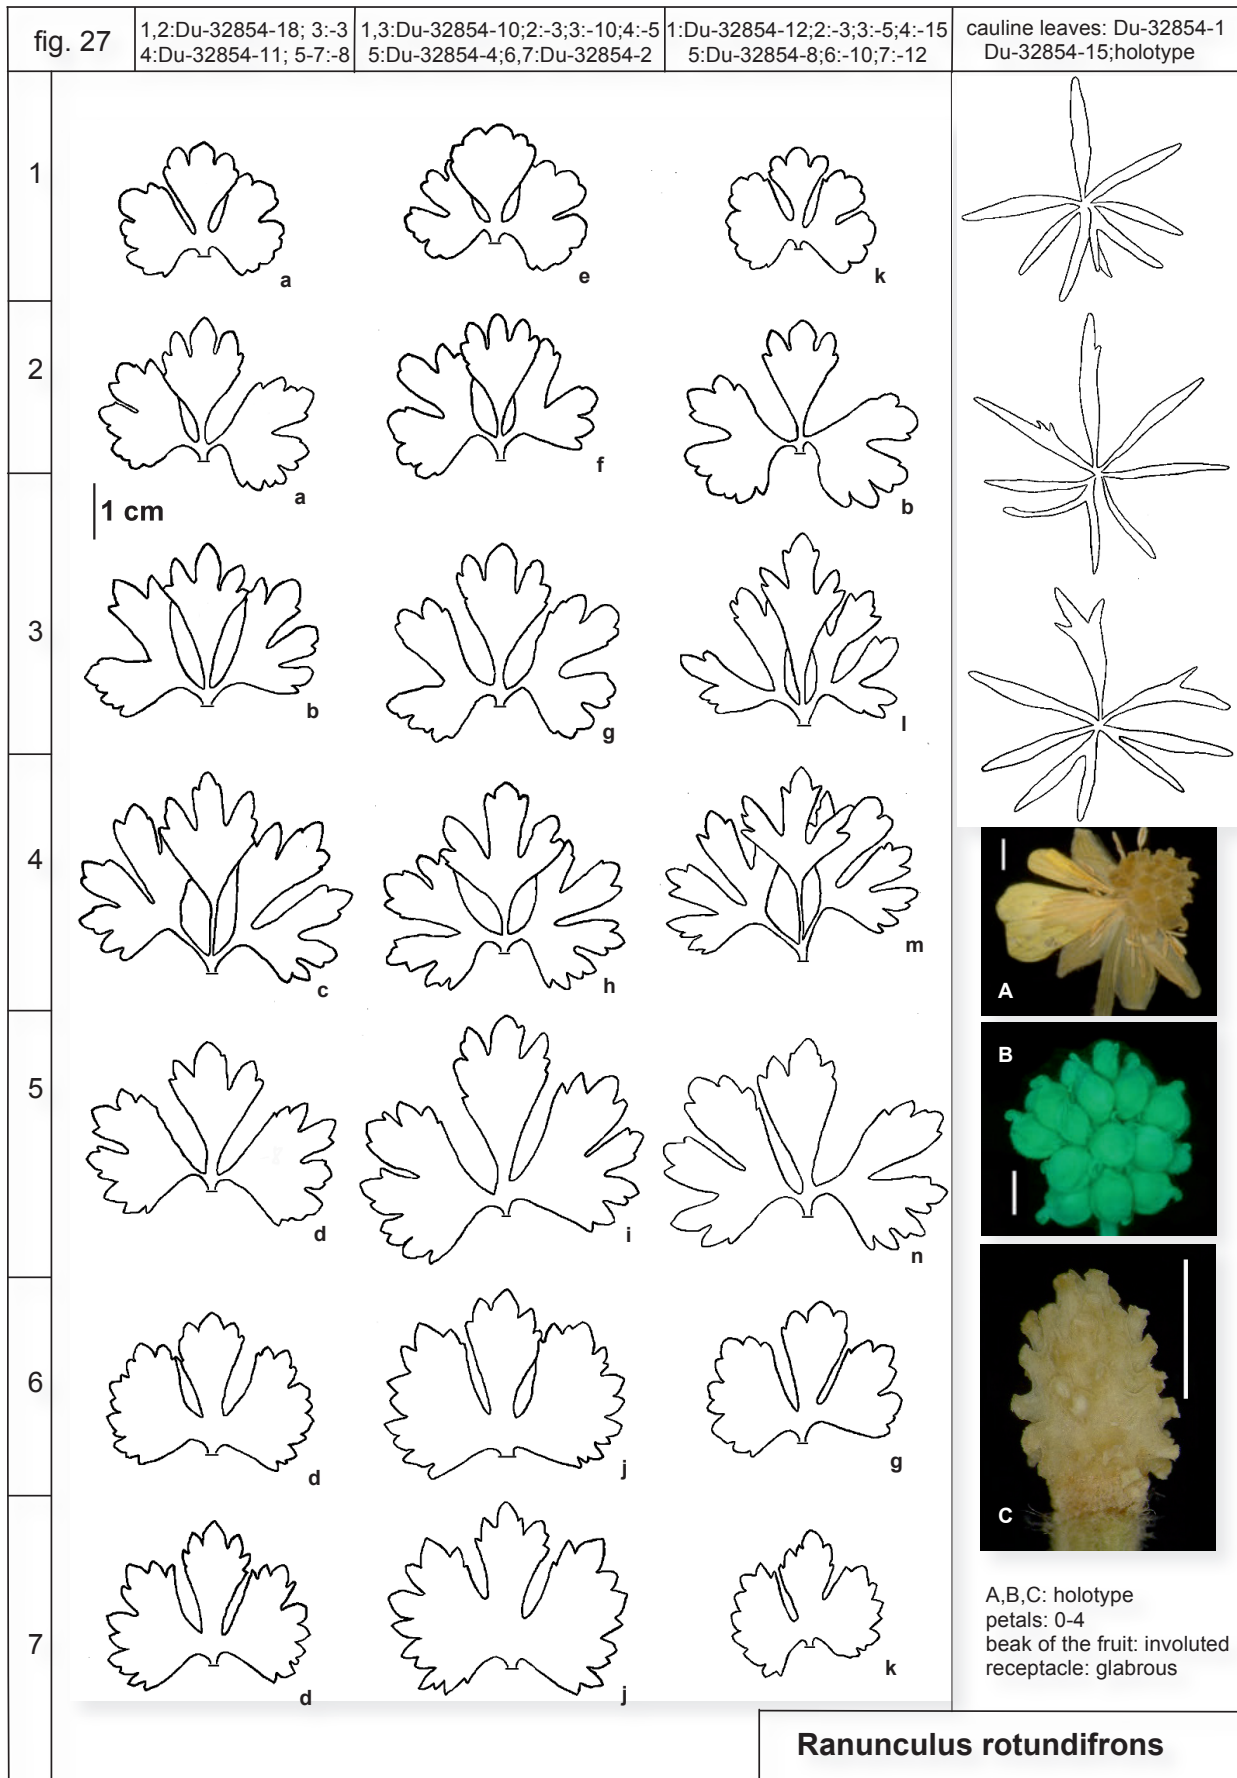 fig. 27
1,2:Du-32854-18; 3:-3
4:Du-32854-11; 5-7:-8
1,3:Du-32854-10;2:-3;3:-10;4:-5
5:Du-32854-4;6,7:Du-32854-2
1:Du-32854-12;2:-3;3:-5;4:-15
5:Du-32854-8;6:-10;7:-12
cauline leaves: Du-32854-1
Du-32854-15;holotype
1
a
e
k
2
a
f
b
1 cm
3
b
g
l
4
c
h
m
A
5
d
i
n
B
6
d
j
g
C
7
d
j
k
A,B,C: holotype
petals: 0-4
beak of the fruit: involuted
receptacle: glabrous
Ranunculus rotundifrons